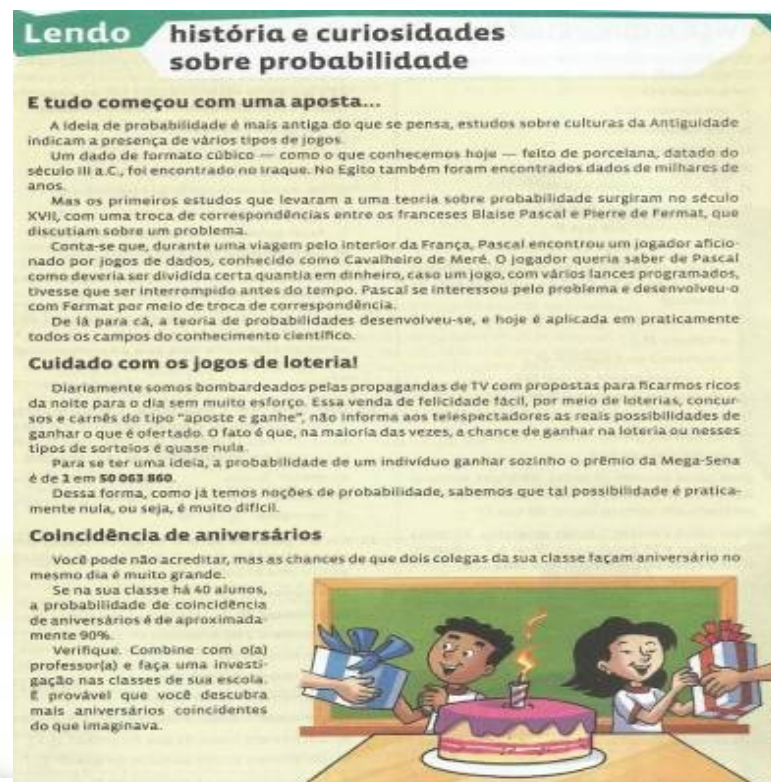 Lendo
história e curiosidades
sobre probabilidade
E tudo começou com uma aposta...
A ideia de probabilidade é mais antiga do que se pensa, estudos sobre culturas da Antiguidade
indicam a presença de vários tipos de jogos.
Um dado de formato cúbico — como o que conhecemos hoje — feito de porcelana, datado do
século III a.C., foi encontrado no Iraque. No Egito também foram encontrados dados de milhares de
anos.
Mas os primeiros estudos que levaram a uma teoria sobre probabilidade surgiram no século
XVII, com uma troca de correspondências entre os franceses Blaise Pascal e Pierre de Fermat, que
discutiam sobre um problema.
Conta-se que, durante uma viagem pelo interior da França, Pascal encontrou um jogador aficio-
nado por jogos de dados, conhecido como Cavalheiro de Meré. O jogador queria saber de Pascal
como deveria ser dividida certa quantia em dinheiro, caso um jogo, com vários lances programados,
tivesse que ser interrompido antes do tempo. Pascal se interessou pelo problema e desenvolveu-o
com Fermat por meio de troca de correspondência.
De lá para cá, a teoria de probabilidades desenvolveu-se, e hoje é aplicada em praticamente
todos os campos do conhecimento científico.
Cuidado com os jogos de loteria!
Diariamente somos bombardeados pelas propagandas de TV com propostas para ficarmos ricos
da noite para o dia sem muito esforço. Essa venda de felicidade fácil, por meio de loterias, concur-
sos e carnês do tipo "aposte e ganhe", não informa aos telespectadores as reais possibilidades de
ganhar o que é ofertado. O fato é que, na maioria das vezes, a chance de ganhar na loteria ou nesses
tipos de sorteios é quase nula.
Para se ter uma ideia, a probabilidade de um indivíduo ganhar sozinho o prêmio da Mega-Sena
é de 1 em 50 063 860.
Dessa forma, como já temos noções de probabilidade, sabemos que tal possibilidade é pratica-
mente nula, ou seja, é muito difícil.
Coincidência de aniversários
Você pode não acreditar, mas as chances de que dois colegas da sua classe façam aniversário no
mesmo dia é muito grande.
Se na sua classe há 40 alunos,
a probabilidade de coincidência
de aniversários é de aproximada-
mente 90%.
Verifique. Combine com o(a)
professor(a) e faça uma investi-
gação nas classes de sua escola.
É provável que você descubra
mais aniversários coincidentes
do que imaginava.